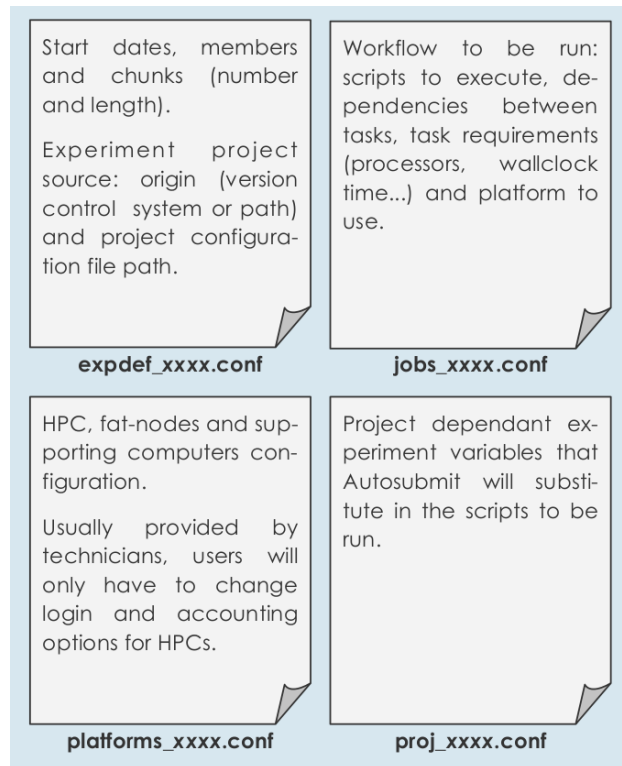 Start dates, members
and chunks (number
and length).
Experiment project
source: origin (version
control system or path)
and project configura-
tion file path.
expdef_xxxx.conf
Workflow to be run:
scripts to execute, de-
pendencies between
tasks, task requirements
(processors, wallclock
time...) and platform to
use.
jobs_xxxx.conf
HPC, fat-nodes and sup-
porting computers con-
figuration.
Usually provided by
technicians, users will
only have to change
login and accounting
options for HPCs.
platforms_xxxx.conf
Project dependant ex-
periment variables that
Autosubmit will substi-
tute in the scripts to be
run.
proj_xxxx.conf